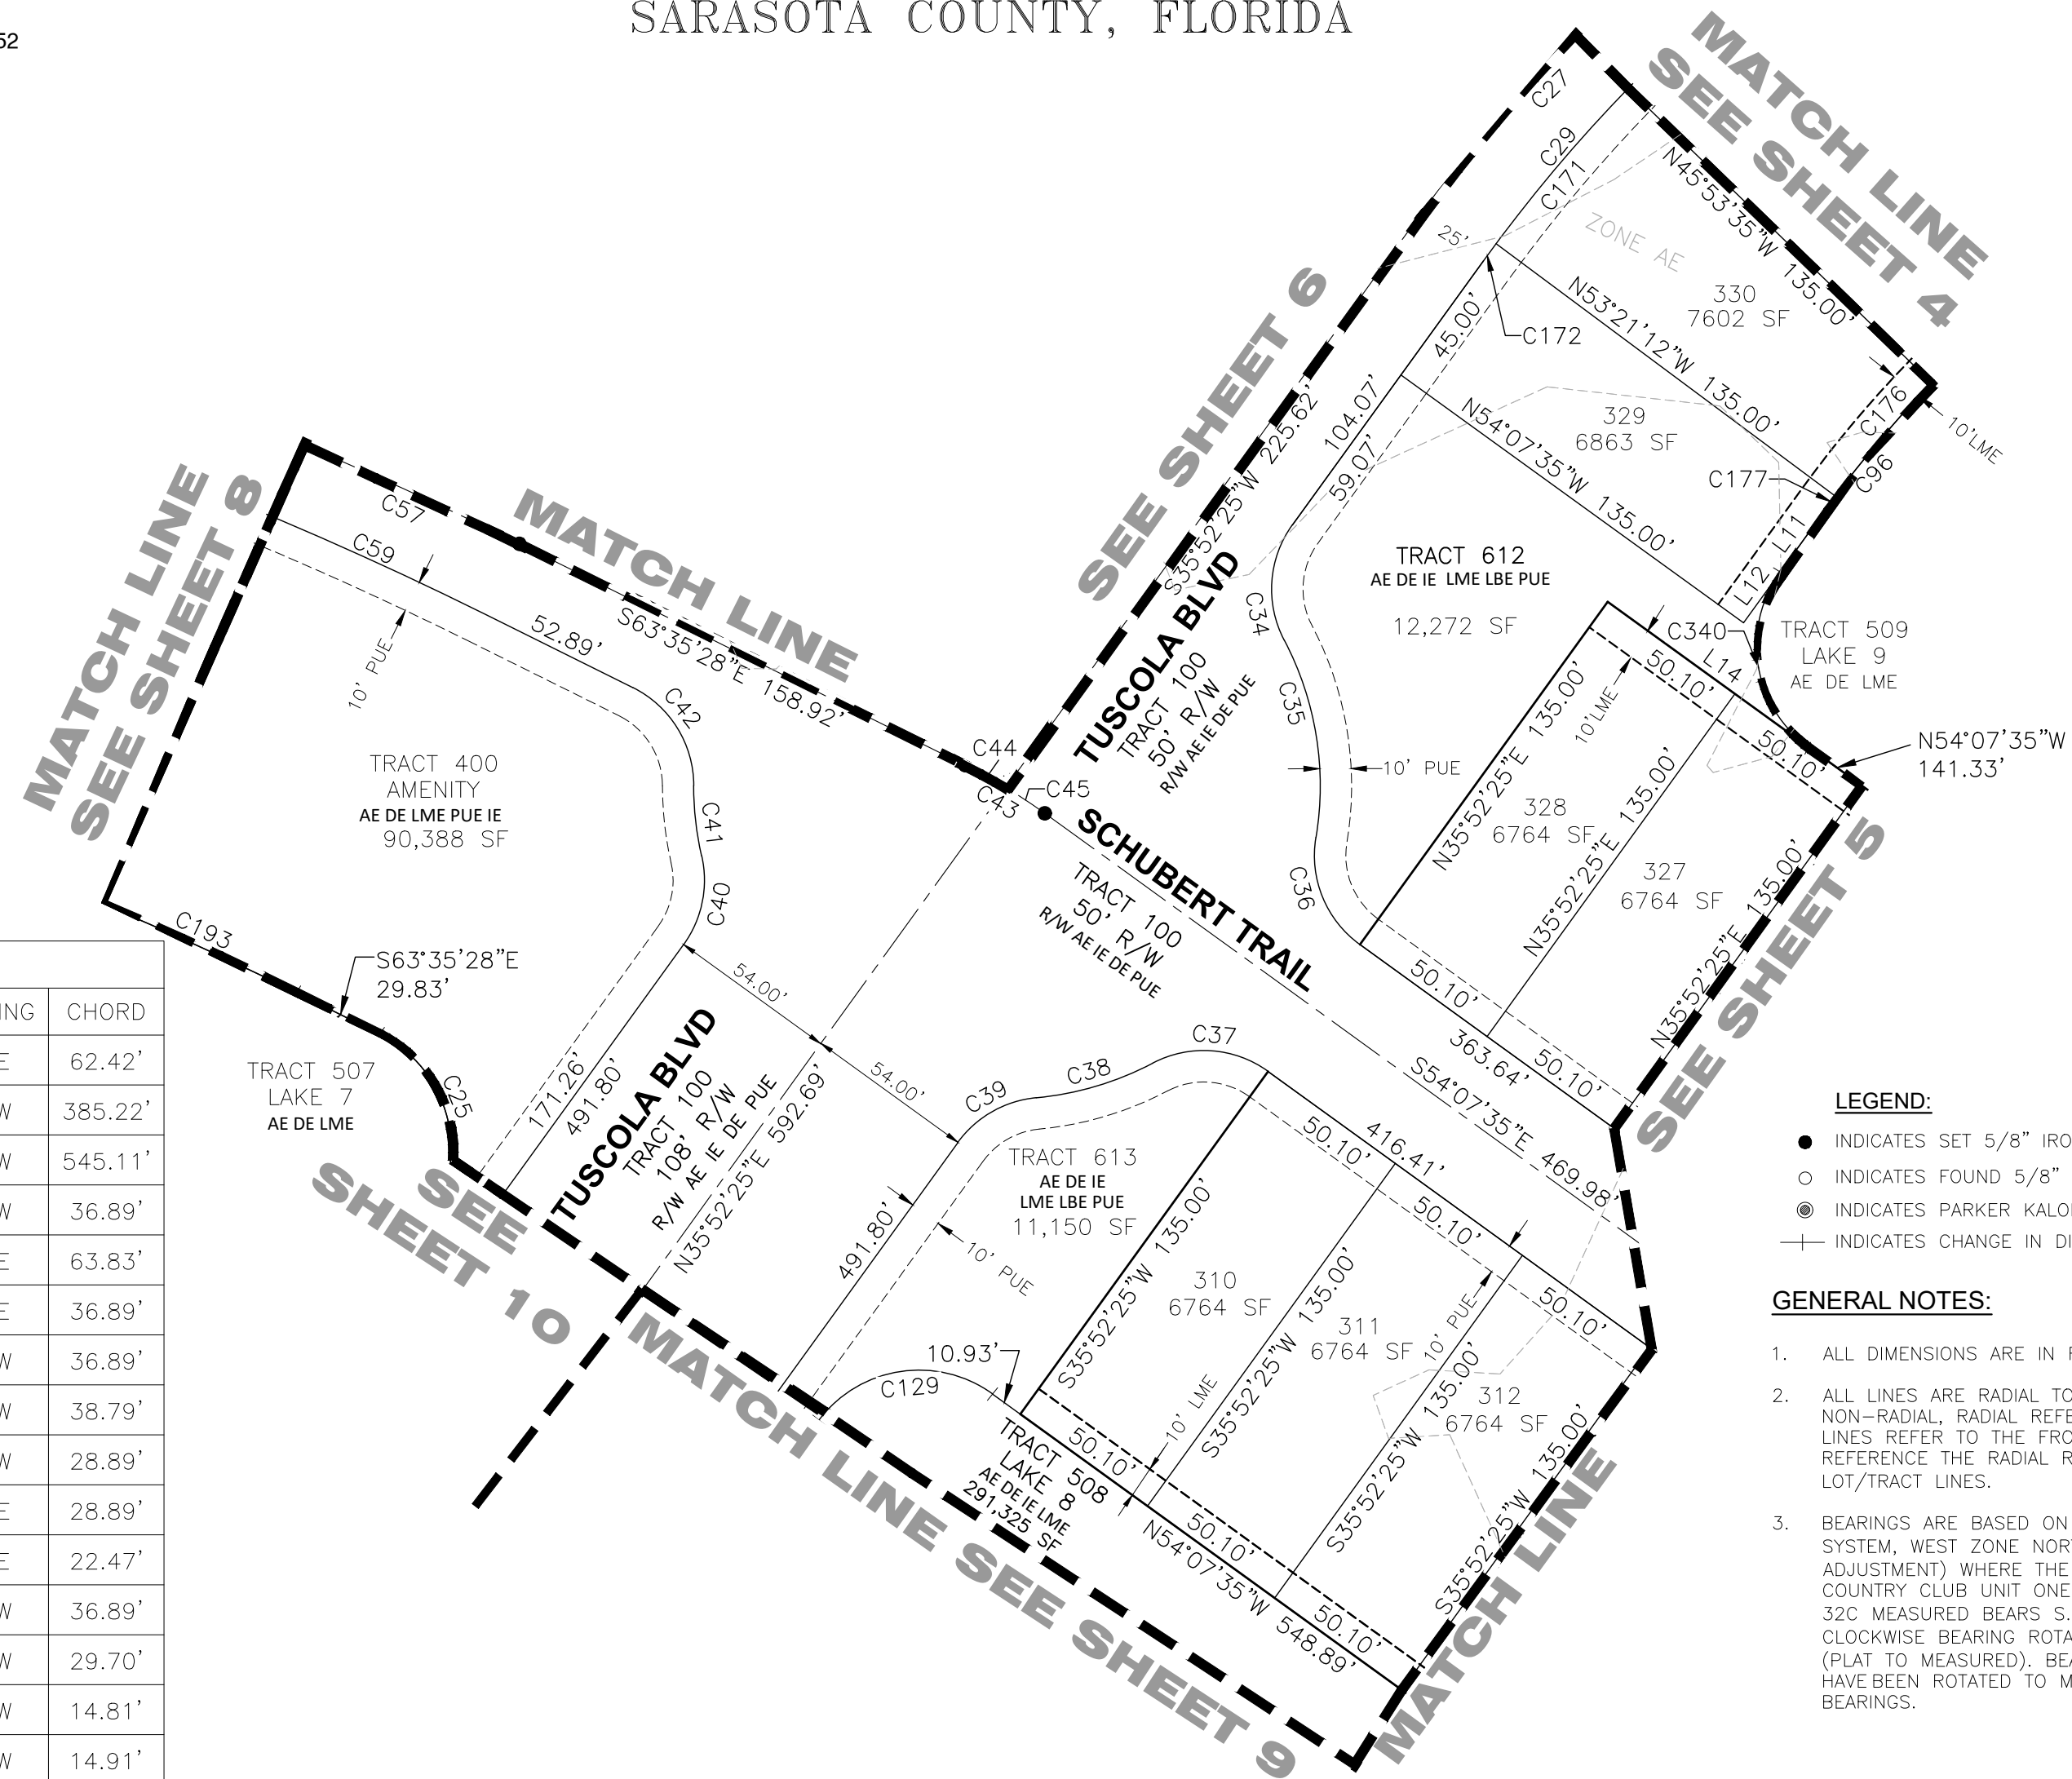 SARASOTA COUNTY, FLORIDA
52
MATCH LINE
SEE SHEET 4
C27
C29
C171
N45°53'35"W 135.00'
ZONE AE
25'
330
7602 SF
N53°21'12"W 135.00'
C172
45.00'
SEE SHEET 6
104.07'
59.07'
S35°52'25"W 225.62'
329
6863 SF
N54°07'35"W 135.00'
C176
10'LME
C96
C177
L11
L12
TRACT 612
AE DE IE LME LBE PUE
12,272 SF
C340
L14
TRACT 509
LAKE 9
AE DE LME
N54°07'35"W
141.33'
C34
C35
C36
10' PUE
TUSCOLA BLVD
TRACT 100
50' R/W
R/W AE IE DE PUE
N35°52'25"E 135.00'
10'LME
50.10'
50.10'
328
6764 SF
N35°52'25"E 135.00'
327
6764 SF
N35°52'25"E 135.00'
SEE SHEET 5
50.10'
50.10'
363.64'
MATCH LINE
SEE SHEET 8
MATCH LINE
C57
C59
52.89'
S63°35'28"E 158.92'
10' PUE
C42
C44
C43
C45
TRACT 400
AMENITY
AE DE LME PUE IE
90,388 SF
C41
C40
C193
S63°35'28"E
29.83'
SCHUBERT TRAIL
TRACT 100
50' R/W
R/W AE IE DE PUE
S54°07'35"E 469.98'
54.00'
54.00'
TRACT 507
LAKE 7
AE DE LME
C25
171.26'
491.80'
TUSCOLA BLVD
TRACT 100
108' R/W
R/W AE IE DE PUE
N35°52'25"E 592.69'
SEE
SHEET 10
C37
C38
C39
TRACT 613
AE DE IE
LME LBE PUE
11,150 SF
491.80'
10' PUE
50.10'
416.41'
50.10'
50.10'
S35°52'25"W 135.00'
310
6764 SF
S35°52'25"W 135.00'
311
6764 SF
10' PUE
S35°52'25"W 135.00'
312
6764 SF
S35°52'25"W 135.00'
10.93'
C129
10' LME
50.10'
50.10'
50.10'
TRACT 508
LAKE 8
AE DE IE LME
291,325 SF
N54°07'35"W 548.89'
MATCH LINE SEE SHEET 9
MATCH LINE
ING CHORD
E 62.42'
W 385.22'
W 545.11'
W 36.89'
E 63.83'
E 36.89'
W 36.89'
W 38.79'
W 28.89'
E 28.89'
E 22.47'
W 36.89'
W 29.70'
W 14.81'
W 14.91'
LEGEND:
INDICATES SET 5/8" IRO
INDICATES FOUND 5/8"
INDICATES PARKER KALO
INDICATES CHANGE IN DI
GENERAL NOTES:
1. ALL DIMENSIONS ARE IN F
2. ALL LINES ARE RADIAL TO
NON-RADIAL, RADIAL REFE
LINES REFER TO THE FRO
REFERENCE THE RADIAL R
LOT/TRACT LINES.
3. BEARINGS ARE BASED ON
SYSTEM, WEST ZONE NOR
ADJUSTMENT) WHERE THE
COUNTRY CLUB UNIT ONE
32C MEASURED BEARS S.
CLOCKWISE BEARING ROTA
(PLAT TO MEASURED). BEA
HAVE BEEN ROTATED TO M
BEARINGS.